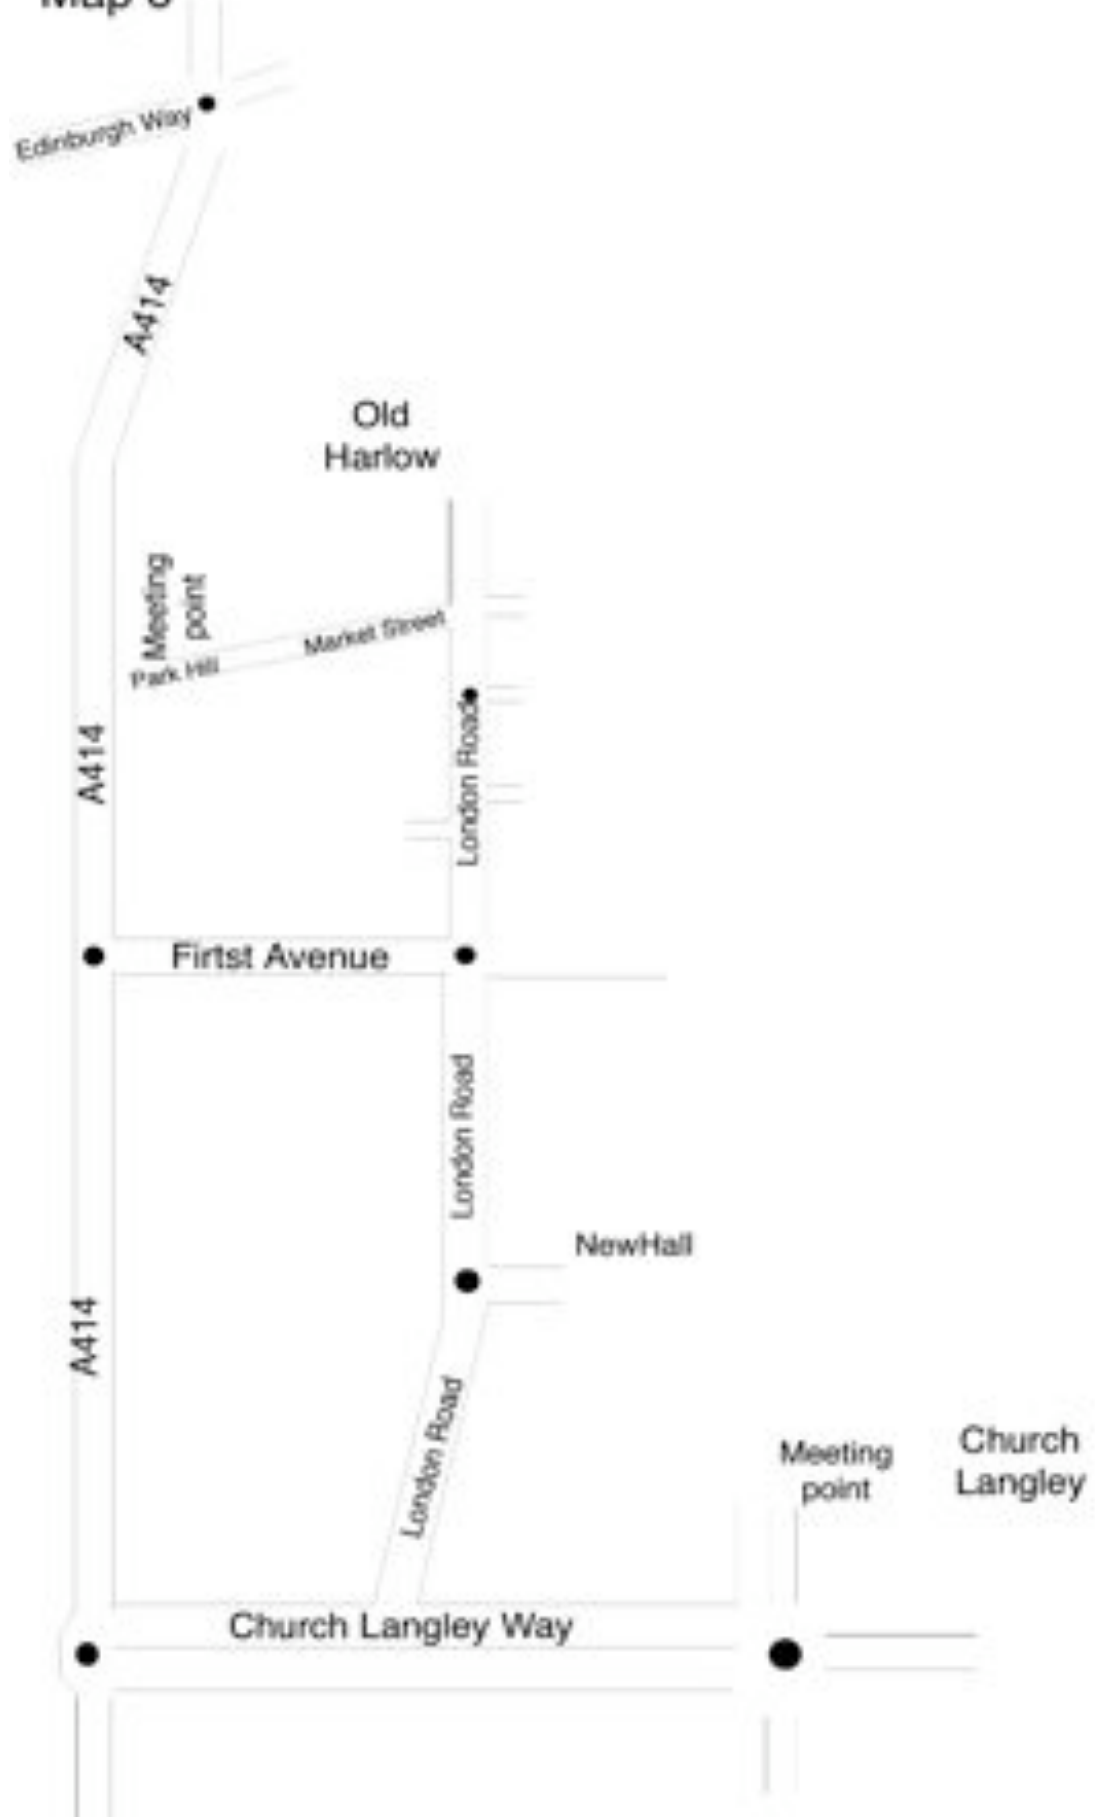 Map
Edinburgh Way
A414
Old
Harlow
Meeting
point
Market Street
Park Hill
A414
London Road
Firtst Avenue
London Road
NewHall
A414
London Road
Meeting
point
Church
Langley
Church Langley Way